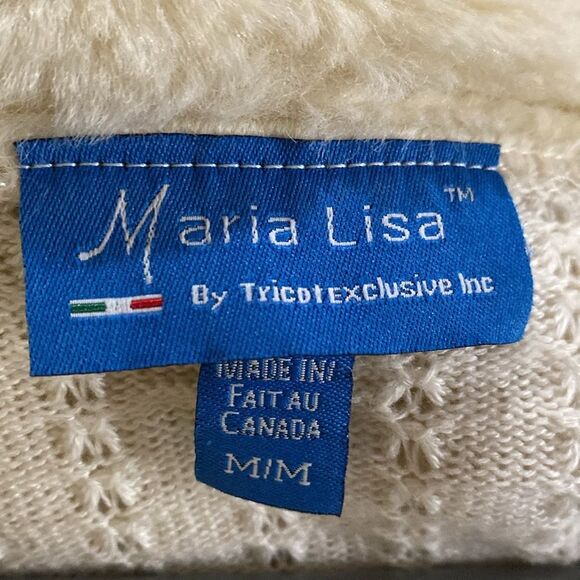 Maria Lisa™
By Tricotexclusive Inc
MADE IN/
FAIT AU
CANADA
M/M